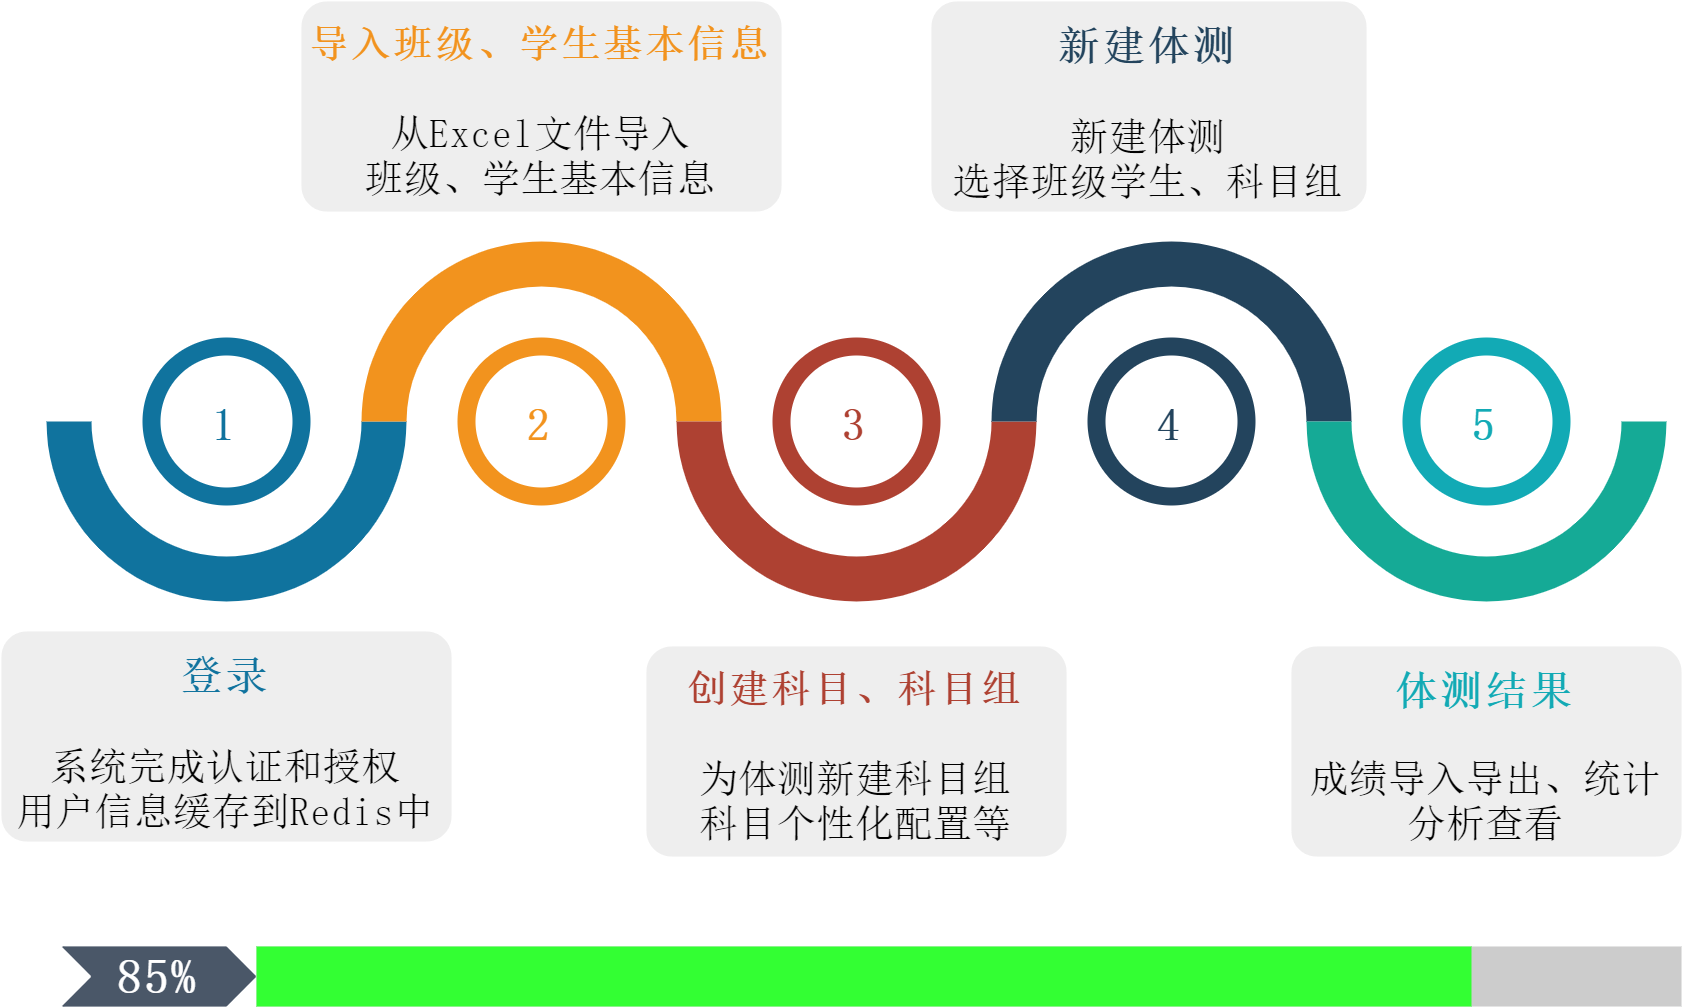 导入班级、学生基本信息
从Excel文件导入
班级、学生基本信息
新建体测
新建体测
选择班级学生、科目组
1
2
3
4
5
登录
系统完成认证和授权
用户信息缓存到Redis中
创建科目、科目组
为体测新建科目组
科目个性化配置等
体测结果
成绩导入导出、统计
分析查看
85%